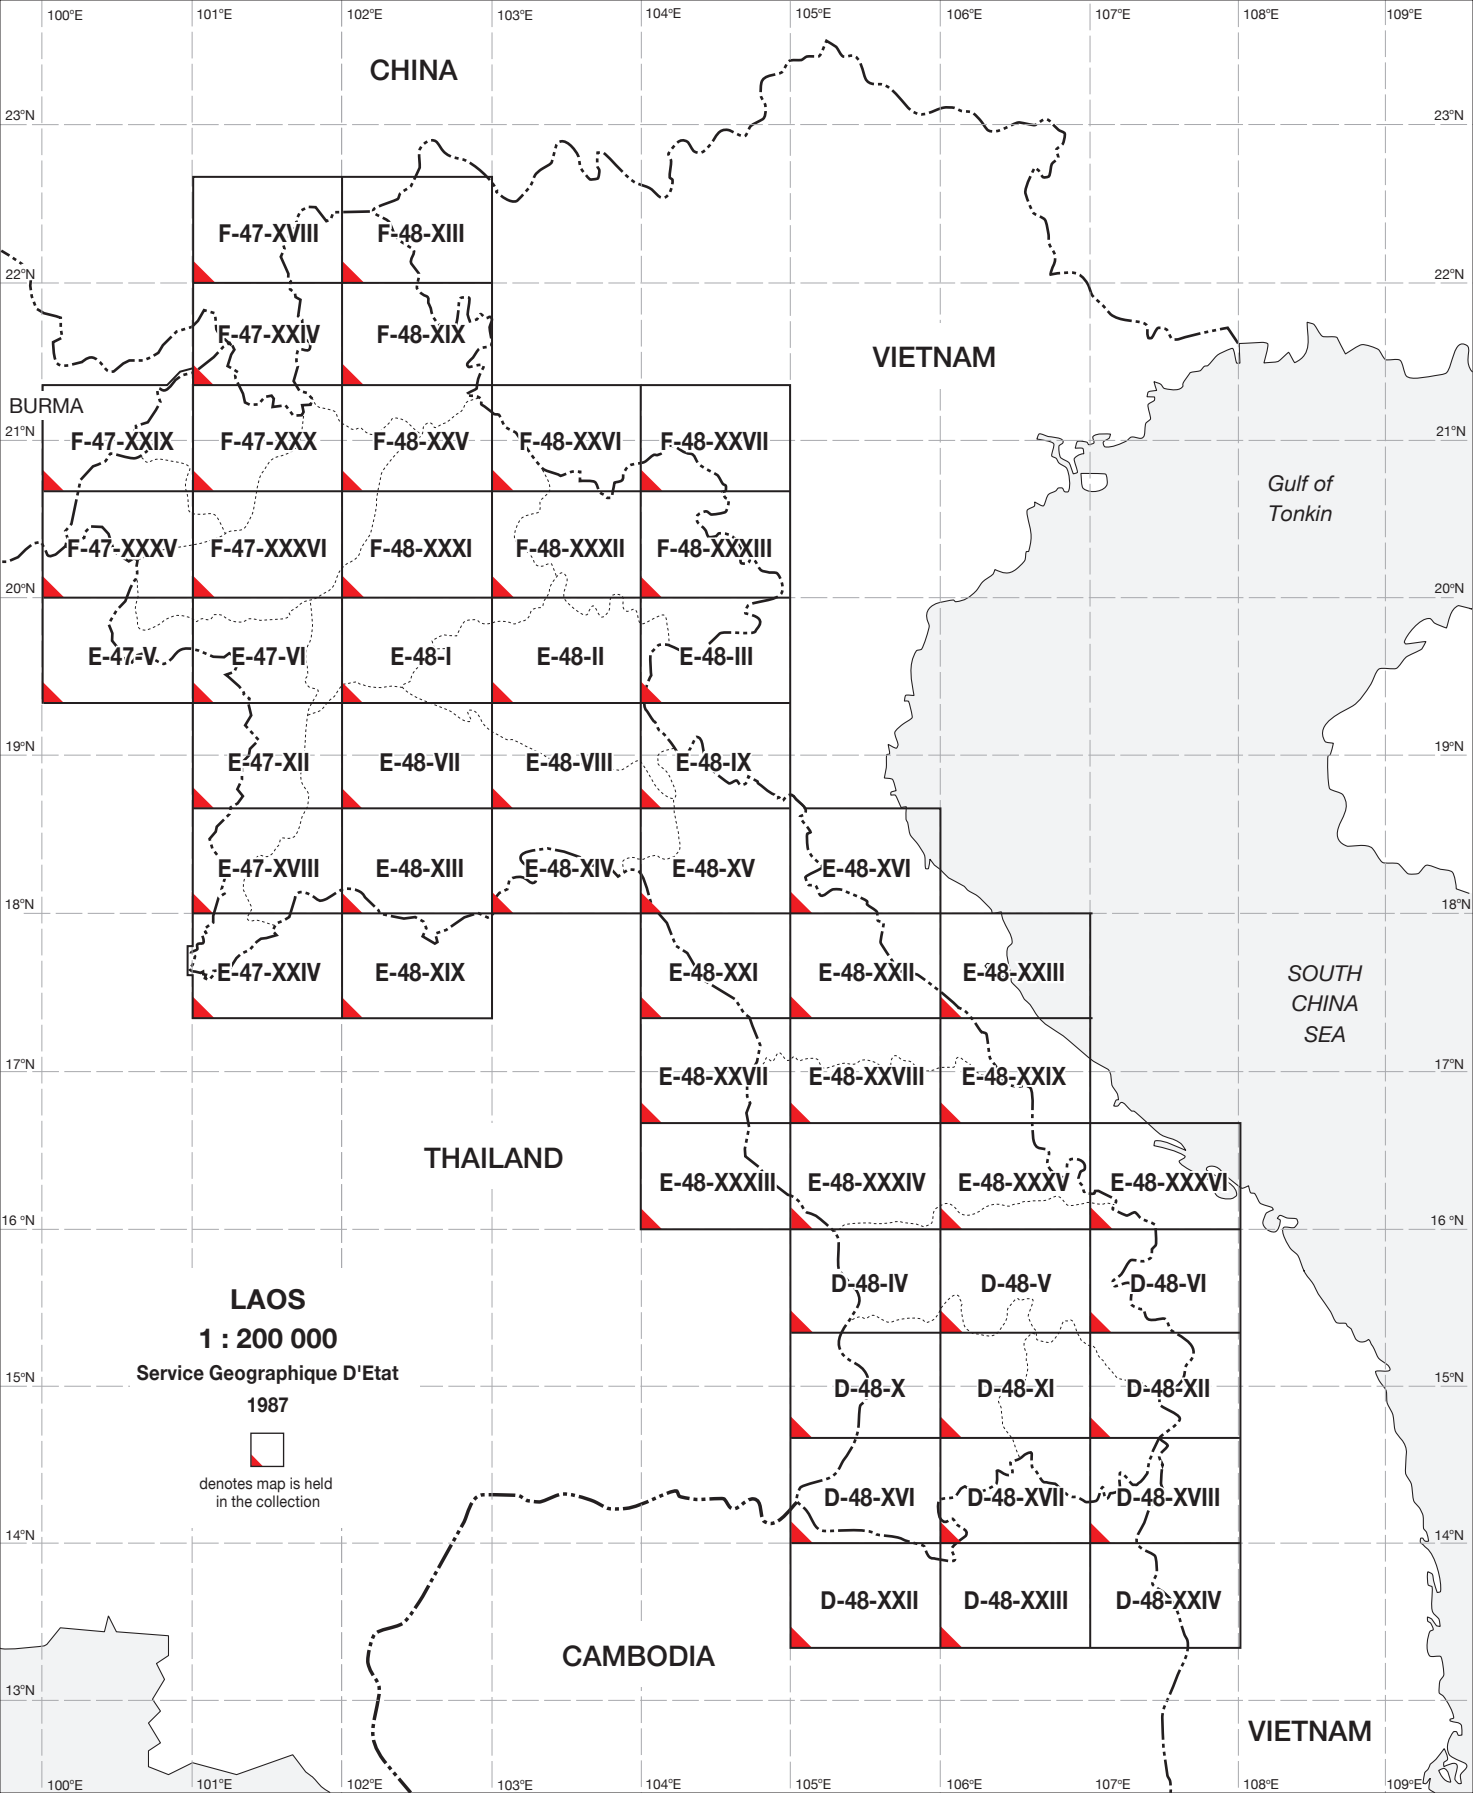 100°E 101°E 102°E 103°E 104°E 105°E 106°E 107°E 108°E 109°E
CHINA
23°N 23°N
F-47-XVIII F-48-XIII
22°N 22°N
F-47-XXIV F-48-XIX
VIETNAM
BURMA
21°N 21°N
F-47-XXIX F-47-XXX F-48-XXV F-48-XXVI F-48-XXVII
Gulf of
Tonkin
F-47-XXXV F-47-XXXVI F-48-XXXI F-48-XXXII F-48-XXXIII
20°N 20°N
E-47-V E-47-VI E-48-I E-48-II E-48-III
19°N 19°N
E-47-XII E-48-VII E-48-VIII E-48-IX
E-47-XVIII E-48-XIII E-48-XIV E-48-XV E-48-XVI
18°N 18°N
E-47-XXIV E-48-XIX E-48-XXI E-48-XXII E-48-XXIII
SOUTH
CHINA
SEA
17°N 17°N
E-48-XXVII E-48-XXVIII E-48-XXIX
THAILAND
E-48-XXXIII E-48-XXXIV E-48-XXXV E-48-XXXVI
16°N 16°N
D-48-IV D-48-V D-48-VI
LAOS
1 : 200 000
Service Geographique D'Etat
1987
denotes map is held
in the collection
15°N 15°N
D-48-X D-48-XI D-48-XII
D-48-XVI D-48-XVII D-48-XVIII
14°N 14°N
D-48-XXII D-48-XXIII D-48-XXIV
CAMBODIA
13°N 13°N
VIETNAM
100°E 101°E 102°E 103°E 104°E 105°E 106°E 107°E 108°E 109°E